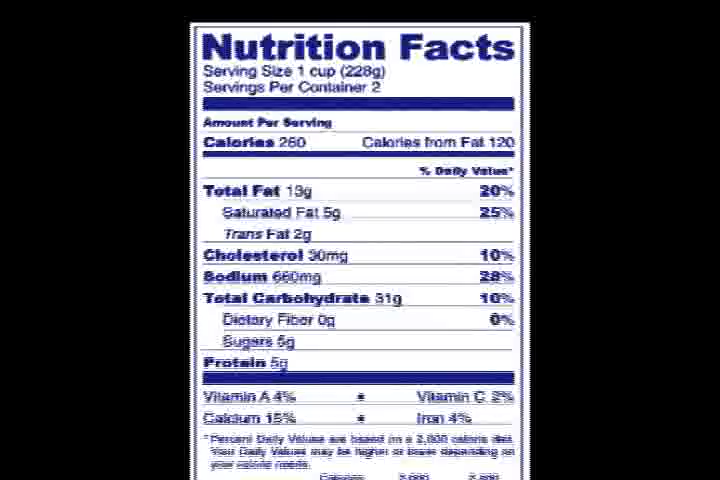 Nutrition Facts
Serving Size 1 cup (228g)
Servings Per Container 2
Amount Per Serving
Calories 260 Calories from Fat 120
% Daily Value*
Total Fat 13g 20%
Saturated Fat 5g 25%
Trans Fat 2g
Cholesterol 30mg 10%
Sodium 660mg 28%
Total Carbohydrate 31g 10%
Dietary Fiber 0g 0%
Sugars 5g
Protein 5g
Vitamin A 4% • Vitamin C 2%
Calcium 15% • Iron 4%
*Percent Daily Values are based on a 2,000 calorie diet.
Your Daily Values may be higher or lower depending on
your calorie needs.
Calories 2,000